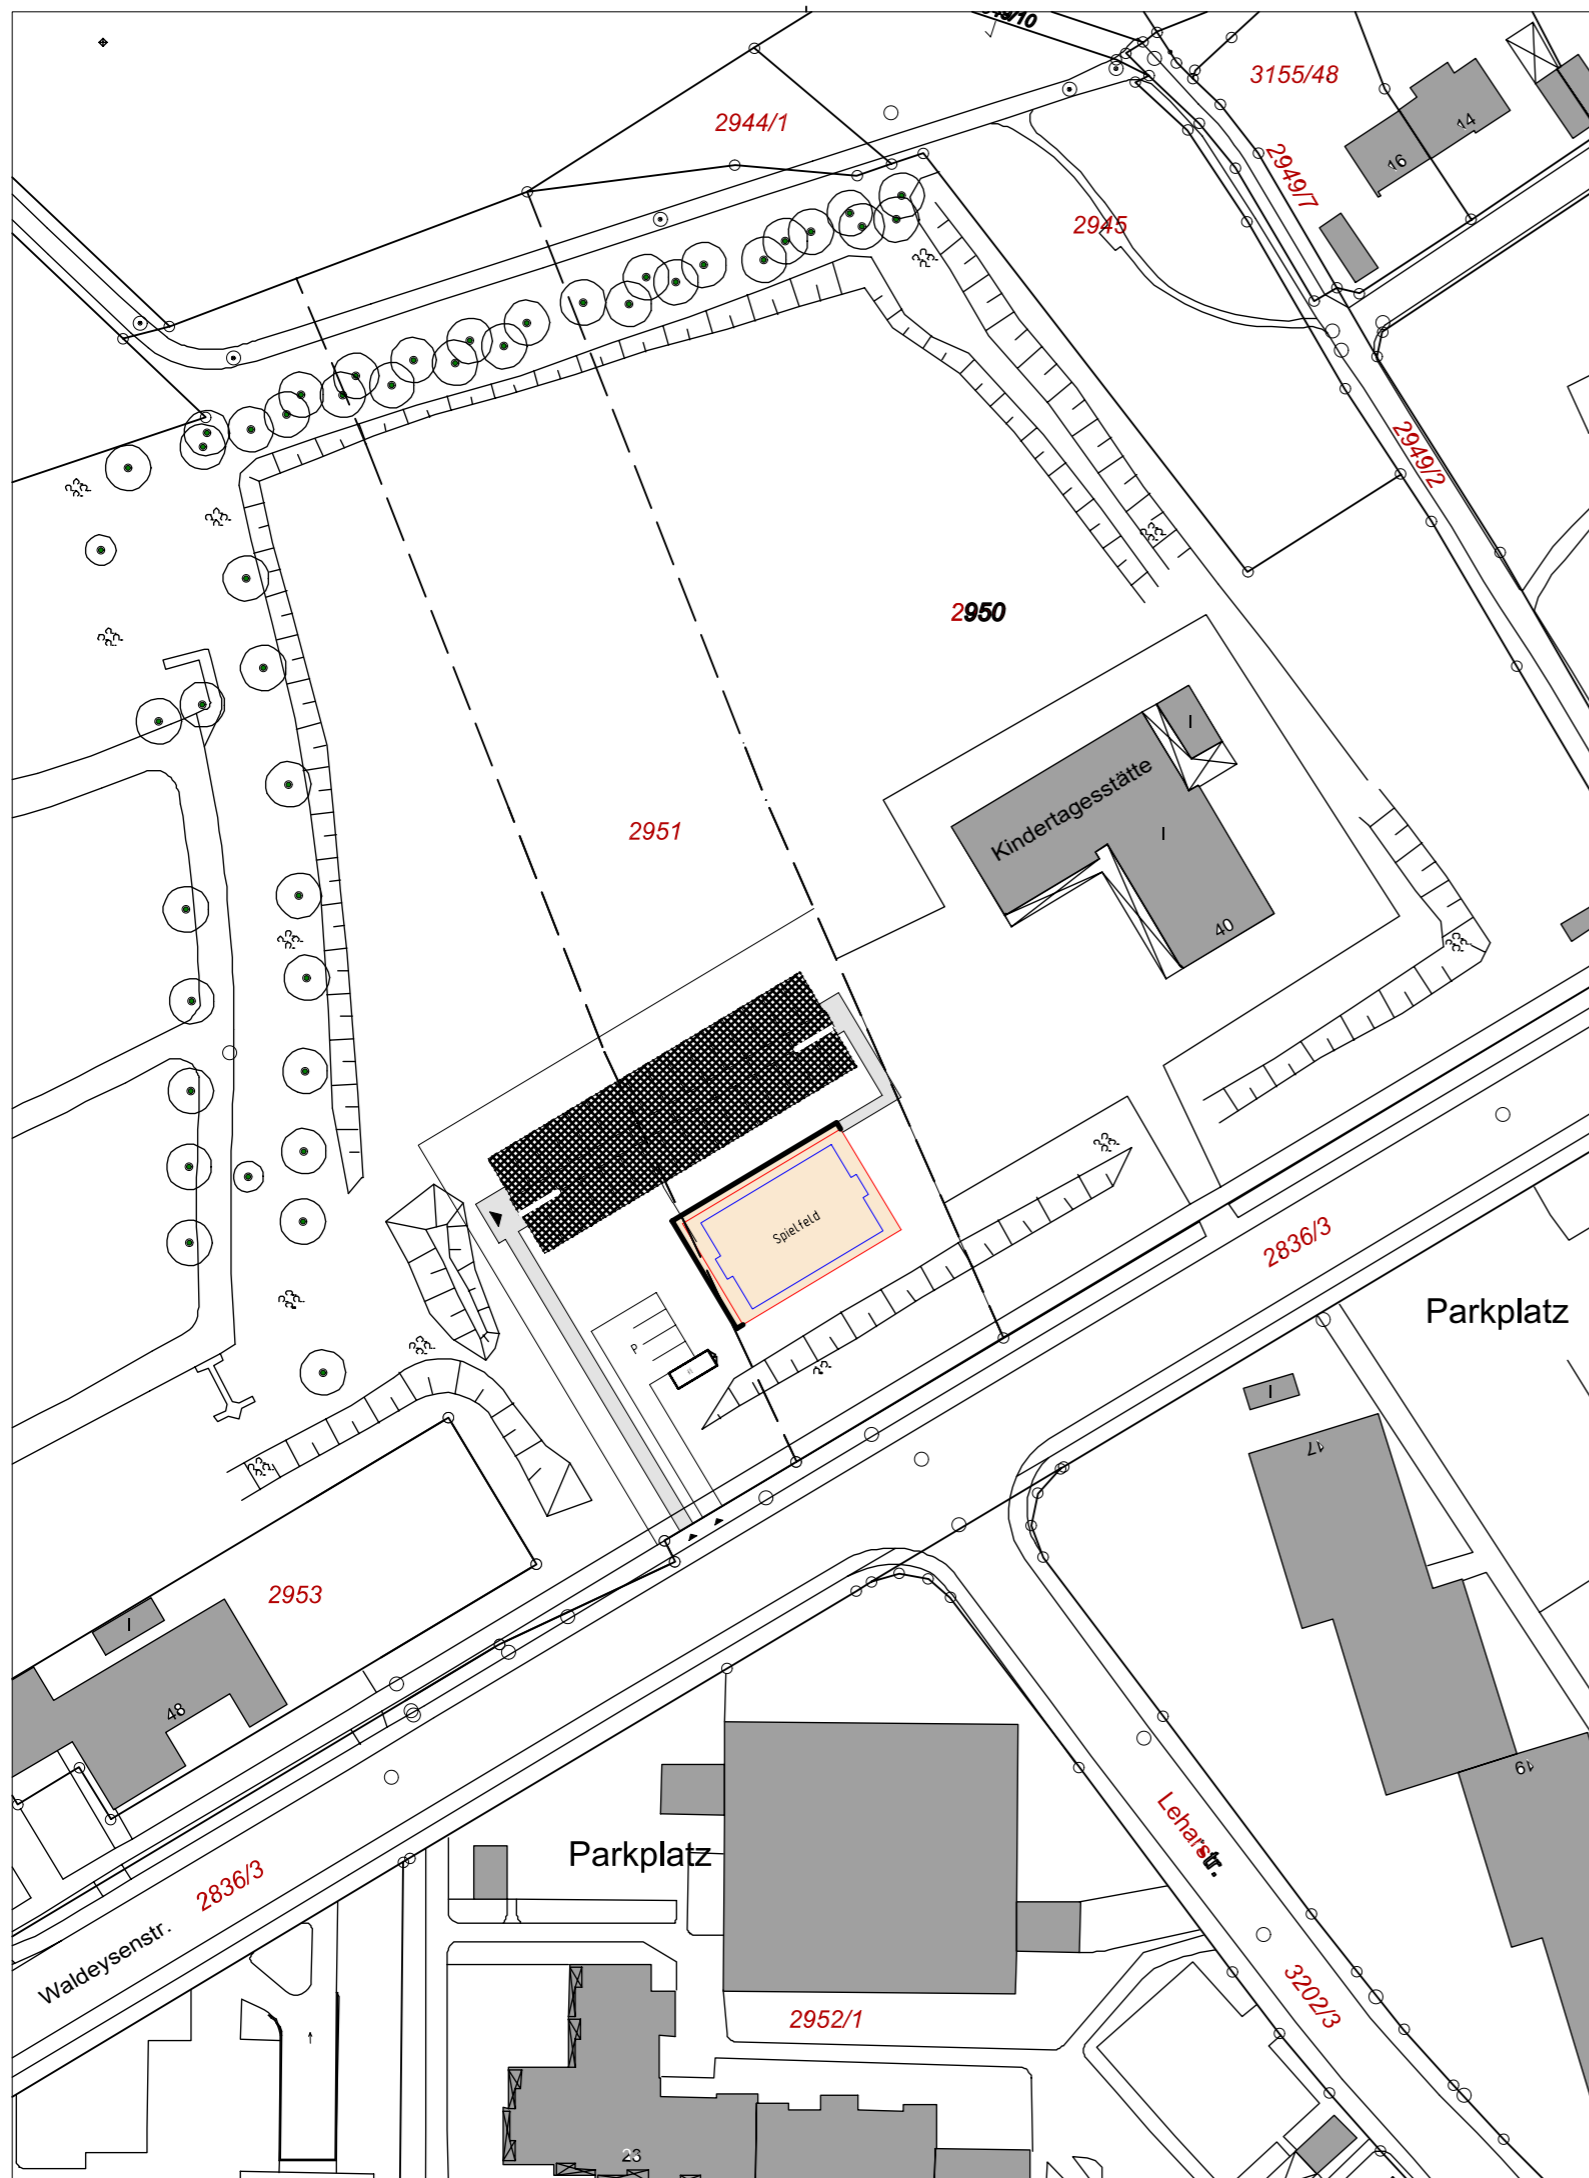 2944/1
3155/48
14
16
2949/7
2945
2949/2
2950
2951
Kindertagesstätte
I
I
40
Spielfeld
P
2836/3
Parkplatz
I
17
2953
I
48
19
Parkplatz
Leharstr.
2836/3
Waldeysenstr.
2952/1
3202/3
23